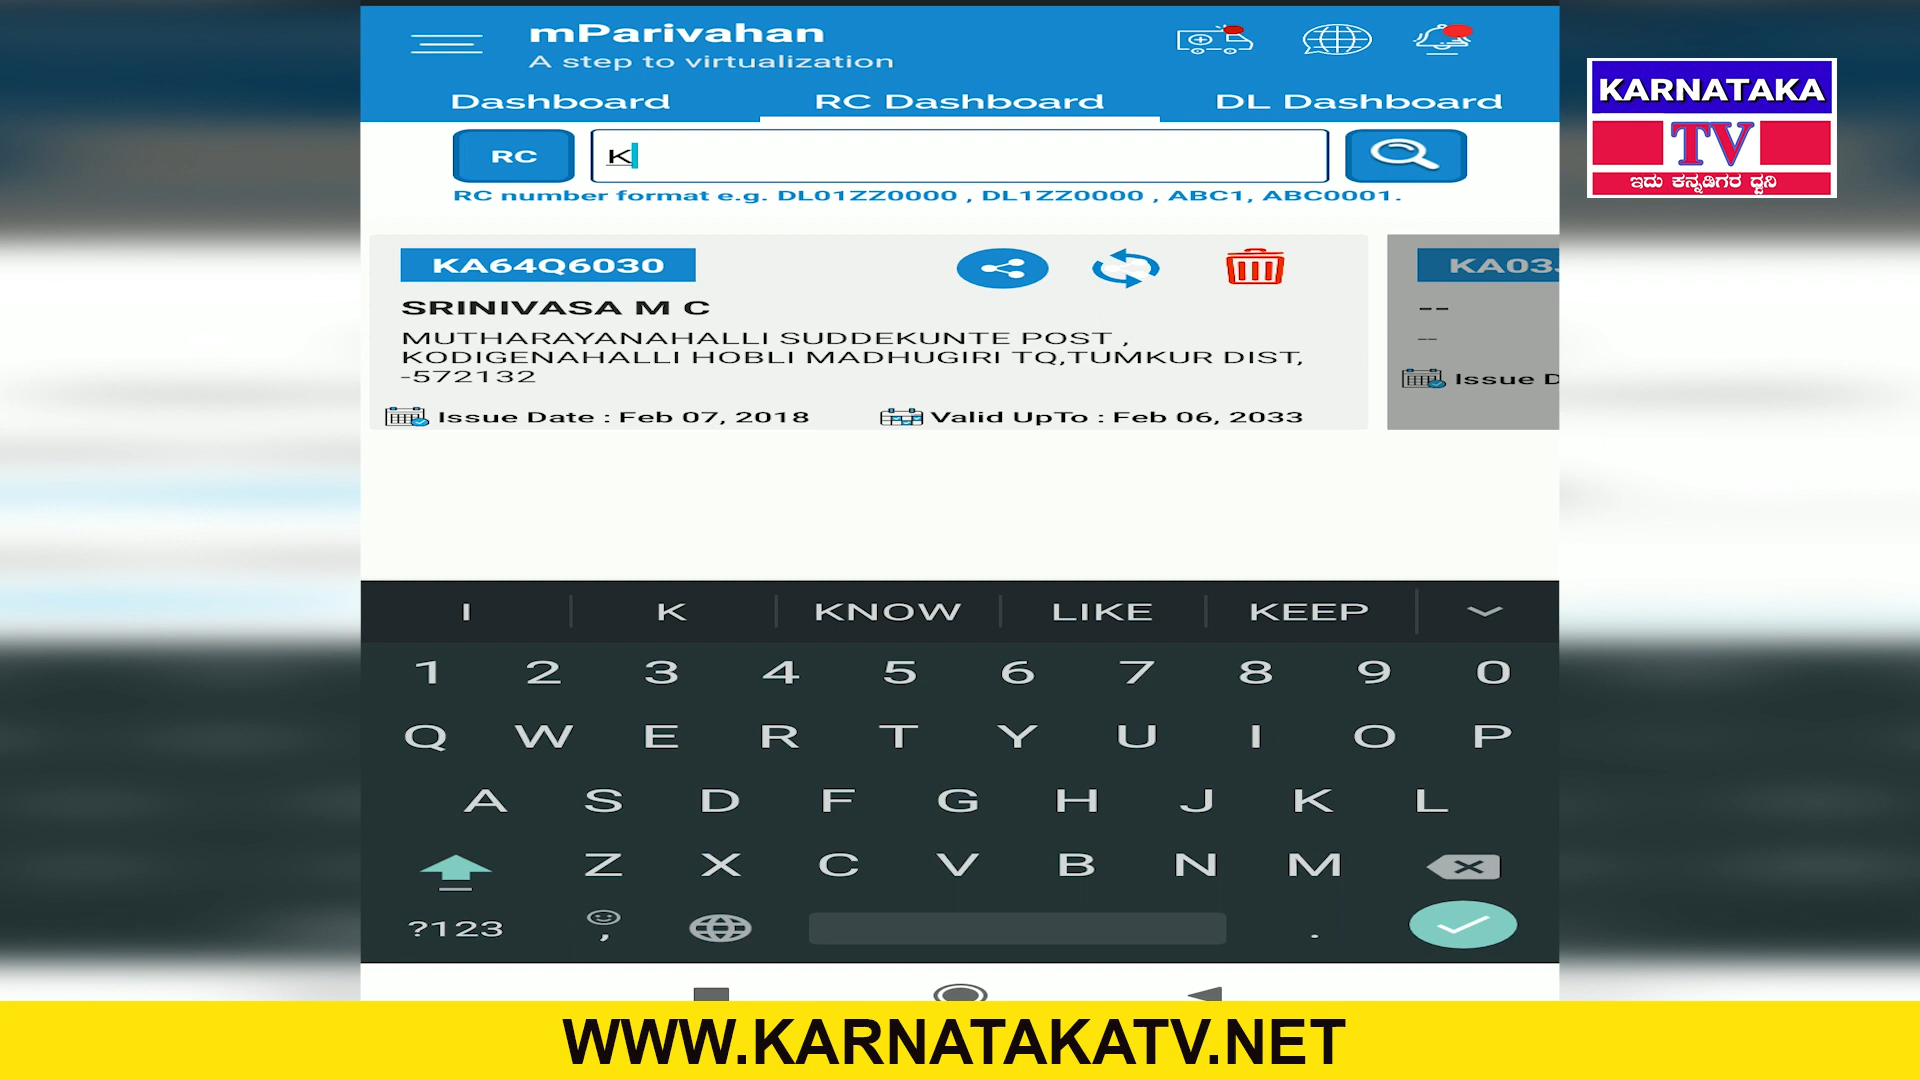 mParivahan
A step to virtualization
Dashboard RC Dashboard DL Dashboard
RC K
RC number format e.g. DL01ZZ0000 , DL1ZZ0000 , ABC1, ABC0001.
KA64Q6030
SRINIVASA M C
MUTHARAYANAHALLI SUDDEKUNTE POST ,
KODIGENAHALLI HOBLI MADHUGIRI TQ,TUMKUR DIST,
-572132
Issue Date : Feb 07, 2018 Valid UpTo : Feb 06, 2033
KA03
--
--
Issue D
I K KNOW LIKE KEEP
1 2 3 4 5 6 7 8 9 0
Q W E R T Y U I O P
A S D F G H J K L
Z X C V B N M
?123 , .
KARNATAKA
TV
ಇದು ಕನ್ನಡಿಗರ ಧ್ವನಿ
WWW.KARNATAKATV.NET